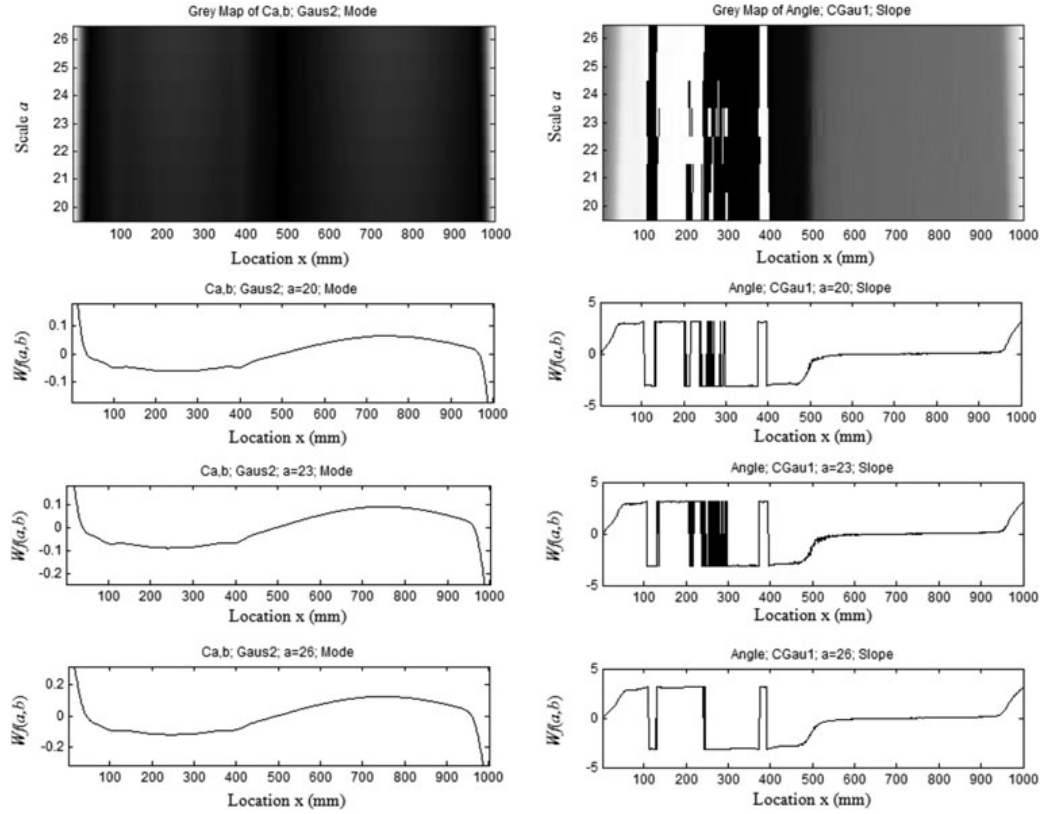 Grey Map of Ca,b; Gaus2; Mode
26
25
24
23
22
21
20
Scale a
100 200 300 400 500 600 700 800 900 1000
Location x (mm)
Grey Map of Angle; CGau1; Slope
26
25
24
23
22
21
20
Scale a
100 200 300 400 500 600 700 800 900 1000
Location x (mm)
Ca,b; Gaus2; a=20; Mode
0.1
0
-0.1
Wf(a,b)
100 200 300 400 500 600 700 800 900 1000
Location x (mm)
Angle; CGau1; a=20; Slope
5
0
-5
Wf(a,b)
100 200 300 400 500 600 700 800 900 1000
Location x (mm)
Ca,b; Gaus2; a=23; Mode
0.1
0
-0.1
-0.2
Wf(a,b)
100 200 300 400 500 600 700 800 900 1000
Location x (mm)
Angle; CGau1; a=23; Slope
5
0
-5
Wf(a,b)
100 200 300 400 500 600 700 800 900 1000
Location x (mm)
Ca,b; Gaus2; a=26; Mode
0.2
0
-0.2
Wf(a,b)
100 200 300 400 500 600 700 800 900 1000
Location x (mm)
Angle; CGau1; a=26; Slope
5
0
-5
Wf(a,b)
100 200 300 400 500 600 700 800 900 1000
Location x (mm)